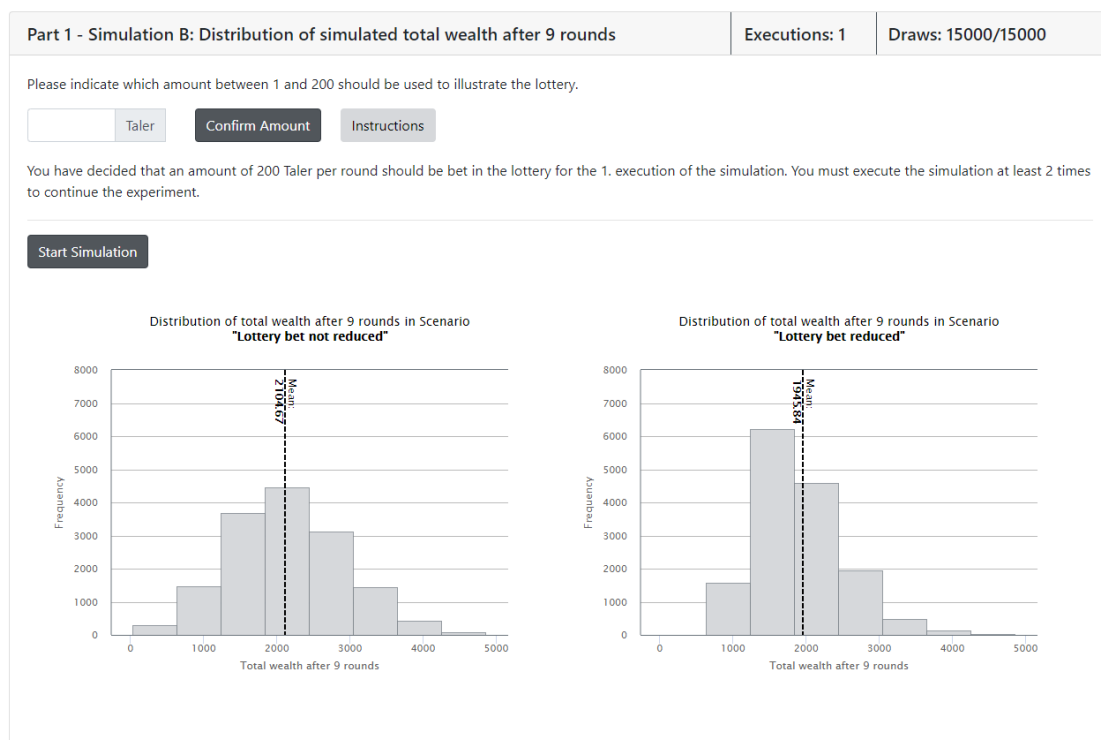 Part 1 - Simulation B: Distribution of simulated total wealth after 9 rounds
Executions: 1
Draws: 15000/15000
Please indicate which amount between 1 and 200 should be used to illustrate the lottery.
Taler
Confirm Amount
Instructions
You have decided that an amount of 200 Taler per round should be bet in the lottery for the 1. execution of the simulation. You must execute the simulation at least 2 times
to continue the experiment.
Start Simulation
Distribution of total wealth after 9 rounds in Scenario
"Lottery bet not reduced"
8000
7000
6000
5000
4000
3000
2000
1000
0
Frequency
Mean:
2104.67
0
1000
2000
3000
4000
5000
Total wealth after 9 rounds
Distribution of total wealth after 9 rounds in Scenario
"Lottery bet reduced"
8000
7000
6000
5000
4000
3000
2000
1000
0
Frequency
Mean:
1945.84
0
1000
2000
3000
4000
5000
Total wealth after 9 rounds